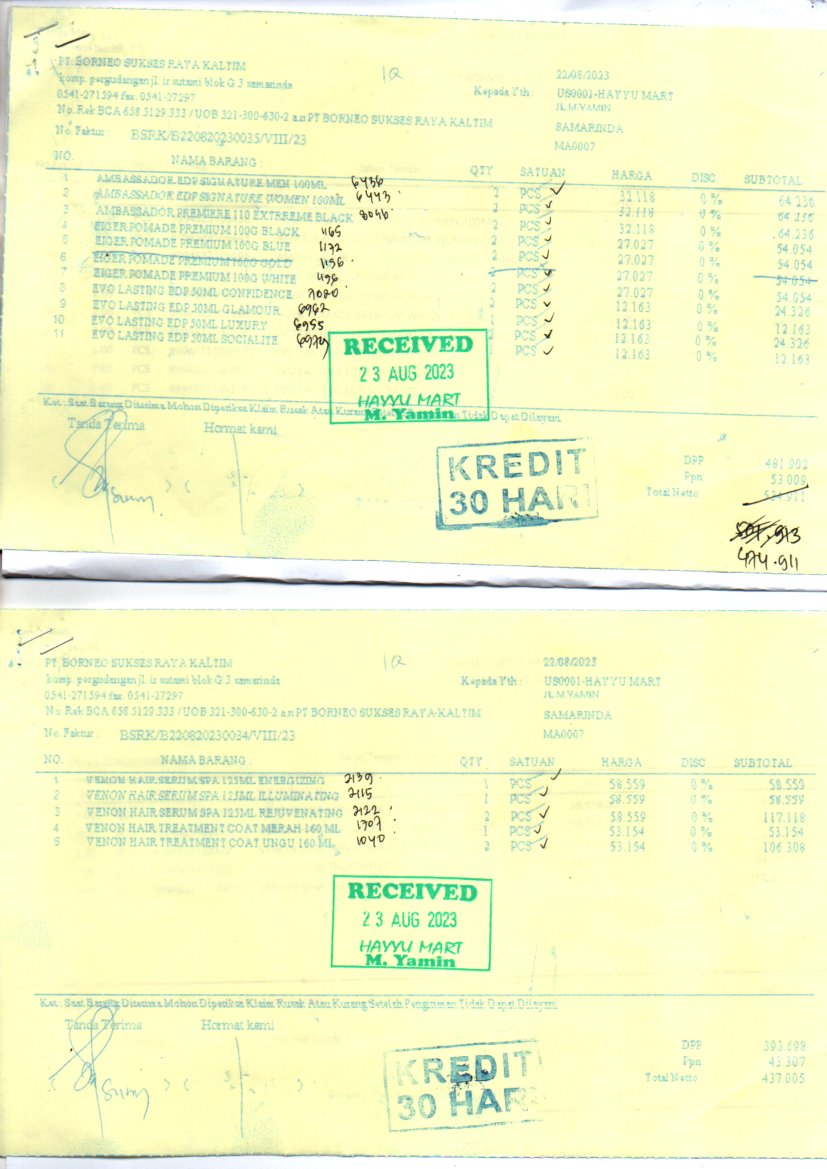 PT BORNEO SUKSES RAYA KALTIM
komp. pergudangan jl. ir sutami blok G 3 samarinda
0541-271594 fax. 0541-27297
No. Rek BCA 658 5129 333 / UOB 321-300-630-2 a.n PT BORNEO SUKSES RAYA KALTIM
No. Faktur : BSRK/B220820230035/VIII/23
22/08/2023
Kepada Yth : US0001-HAYYU MART
JL.M YAMIN
SAMARINDA
MA0007
NO. NAMA BARANG : QTY SATUAN HARGA DISC SUBTOTAL
1 AMBASSADOR EDP SIGNATURE MEN 100ML 6436 2 PCS 32.118 0 % 64.236
2 AMBASSADOR EDP SIGNATURE WOMEN 100ML 6443 2 PCS 32.118 0 % 64.236
3 AMBASSADOR PREMIERE 110 EXTREME BLACK 2 PCS 32.118 0 % 64.236
4 EIGER POMADE PREMIUM 100G BLACK 1165 2 PCS 27.027 0 % 54.054
5 EIGER POMADE PREMIUM 100G BLUE 1172 2 PCS 27.027 0 % 54.054
6 EIGER POMADE PREMIUM 100G GOLD 2 PCS 27.027 0 % 54.054
7 EIGER POMADE PREMIUM 100G WHITE 2 PCS 27.027 0 % 54.054
8 EVO LASTING EDP 50ML CONFIDENCE 2 PCS 12.163 0 % 24.326
9 EVO LASTING EDP 50ML GLAMOUR 6962 1 PCS 12.163 0 % 12.163
10 EVO LASTING EDP 50ML LUXURY 6955 2 PCS 12.163 0 % 24.326
11 EVO LASTING EDP 50ML SOCIALITE 1 PCS 12.163 0 % 12.163
RECEIVED
23 AUG 2023
HAYYU MART
M. Yamin
Ket : Saat Barang Diterima Mohon Diperiksa Klaim Rusak Atau Kurang Setelah Tidak Dapat Dilayani
Tanda Terima Hormat kami
KREDIT
30 HARI
DPP 481.902
Ppn 53.009
Total Netto 534.911
474.911
PT BORNEO SUKSES RAYA KALTIM
komp. pergudangan jl. ir sutami blok G 3 samarinda
0541-271594 fax. 0541-27297
No. Rek BCA 658 5129 333 / UOB 321-300-630-2 a.n PT BORNEO SUKSES RAYA KALTIM
No. Faktur : BSRK/B220820230034/VIII/23
22/08/2023
Kepada Yth : US0001-HAYYU MART
JL.M YAMIN
SAMARINDA
MA0007
NO. NAMA BARANG : QTY SATUAN HARGA DISC SUBTOTAL
1 VENON HAIR SERUM SPA 125ML ENERGIZING 2139 1 PCS 58.559 0 % 58.559
2 VENON HAIR SERUM SPA 125ML ILLUMINATING 2115 1 PCS 58.559 0 % 58.559
3 VENON HAIR SERUM SPA 125ML REJUVENATING 2122 2 PCS 58.559 0 % 117.118
4 VENON HAIR TREATMENT COAT MERAH 160 ML 1307 1 PCS 53.154 0 % 53.154
5 VENON HAIR TREATMENT COAT UNGU 160 ML 1040 2 PCS 53.154 0 % 106.308
RECEIVED
23 AUG 2023
HAYYU MART
M. Yamin
Ket : Saat Barang Diterima Mohon Diperiksa Klaim Rusak Atau Kurang Setelah Pengiriman Tidak Dapat Dilayani
Tanda Terima Hormat kami
KREDIT
30 HARI
DPP 393.698
Ppn 43.307
Total Netto 437.005